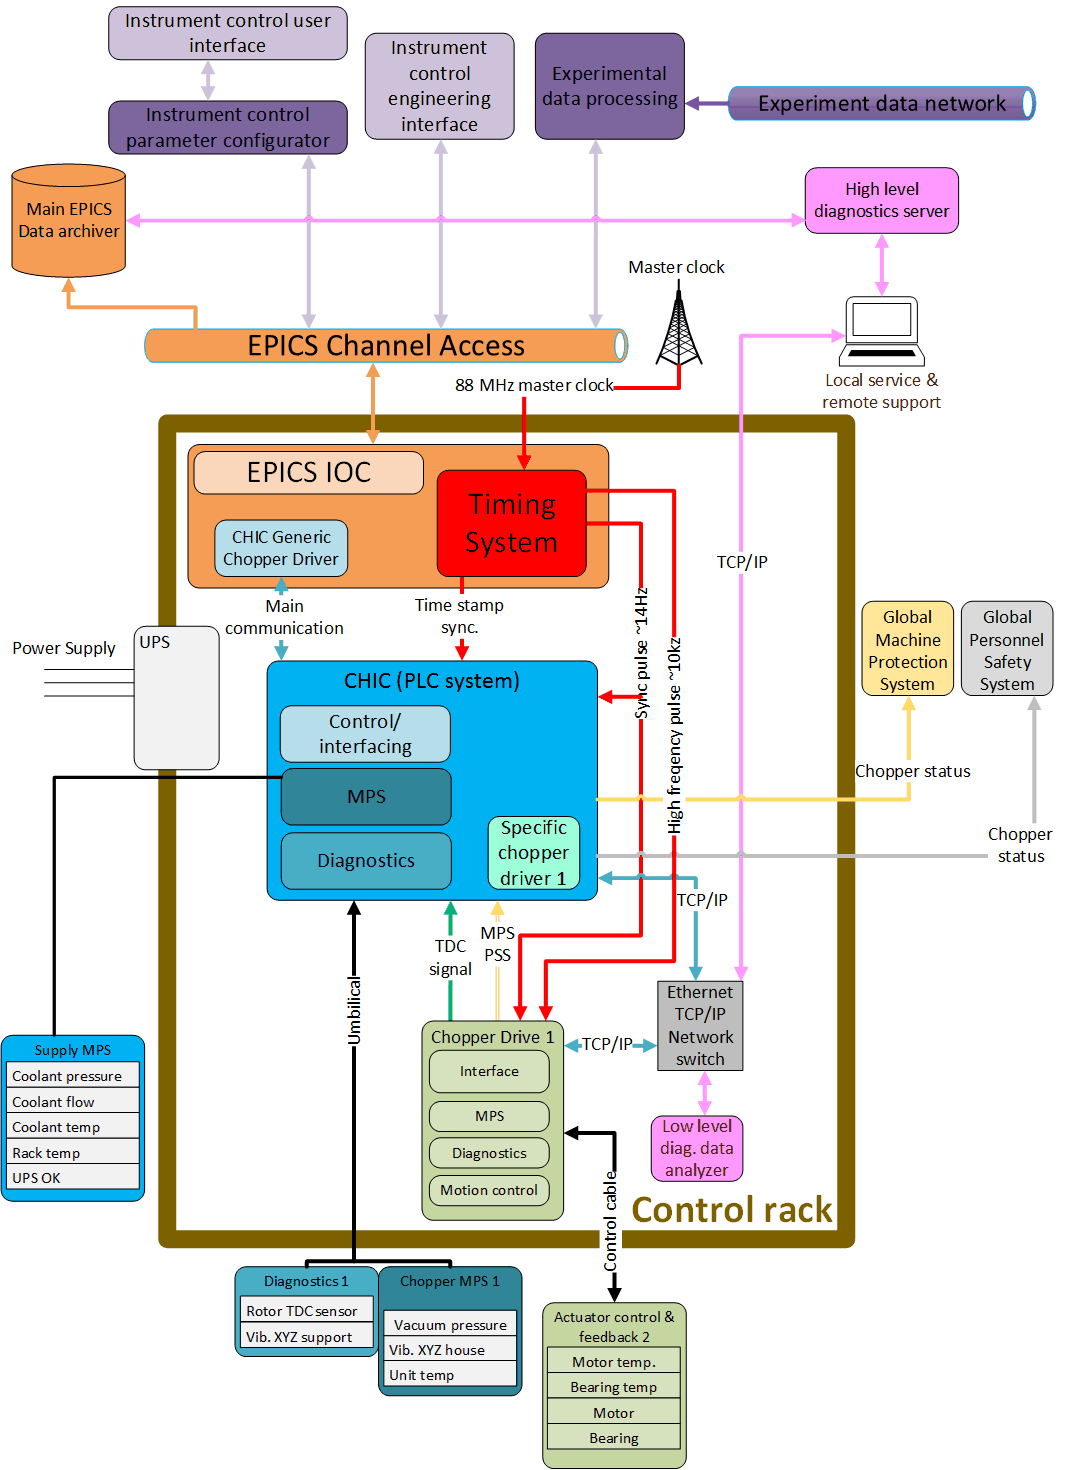 Instrument control user
interface
Instrument
control
engineering
interface
Experimental
data processing
Experiment data network
Instrument control
parameter configurator
Main EPICS
Data archiver
High level
diagnostics server
Master clock
EPICS Channel Access
88 MHz master clock
Local service &
remote support
EPICS IOC
Timing
System
CHIC Generic
Chopper Driver
TCP/IP
Main
communication
Time stamp
sync.
Sync pulse ~14Hz
High freqency pulse ~10kz
Global
Machine
Protection
System
Global
Personnel
Safety
System
Power Supply
UPS
CHIC (PLC system)
Control/
interfacing
MPS
Diagnostics
Specific
chopper
driver 1
Chopper status
Chopper
status
TCP/IP
TDC
signal
MPS
PSS
Umbilical
Ethernet
TCP/IP
Network
switch
Chopper Drive 1
Interface
MPS
Diagnostics
Motion control
TCP/IP
Low level
diag. data
analyzer
Supply MPS
Coolant pressure
Coolant flow
Coolant temp
Rack temp
UPS OK
Control cable
Control rack
Diagnostics 1
Rotor TDC sensor
Vib. XYZ support
Chopper MPS 1
Vacuum pressure
Vib. XYZ house
Unit temp
Actuator control &
feedback 2
Motor temp.
Bearing temp
Motor
Bearing